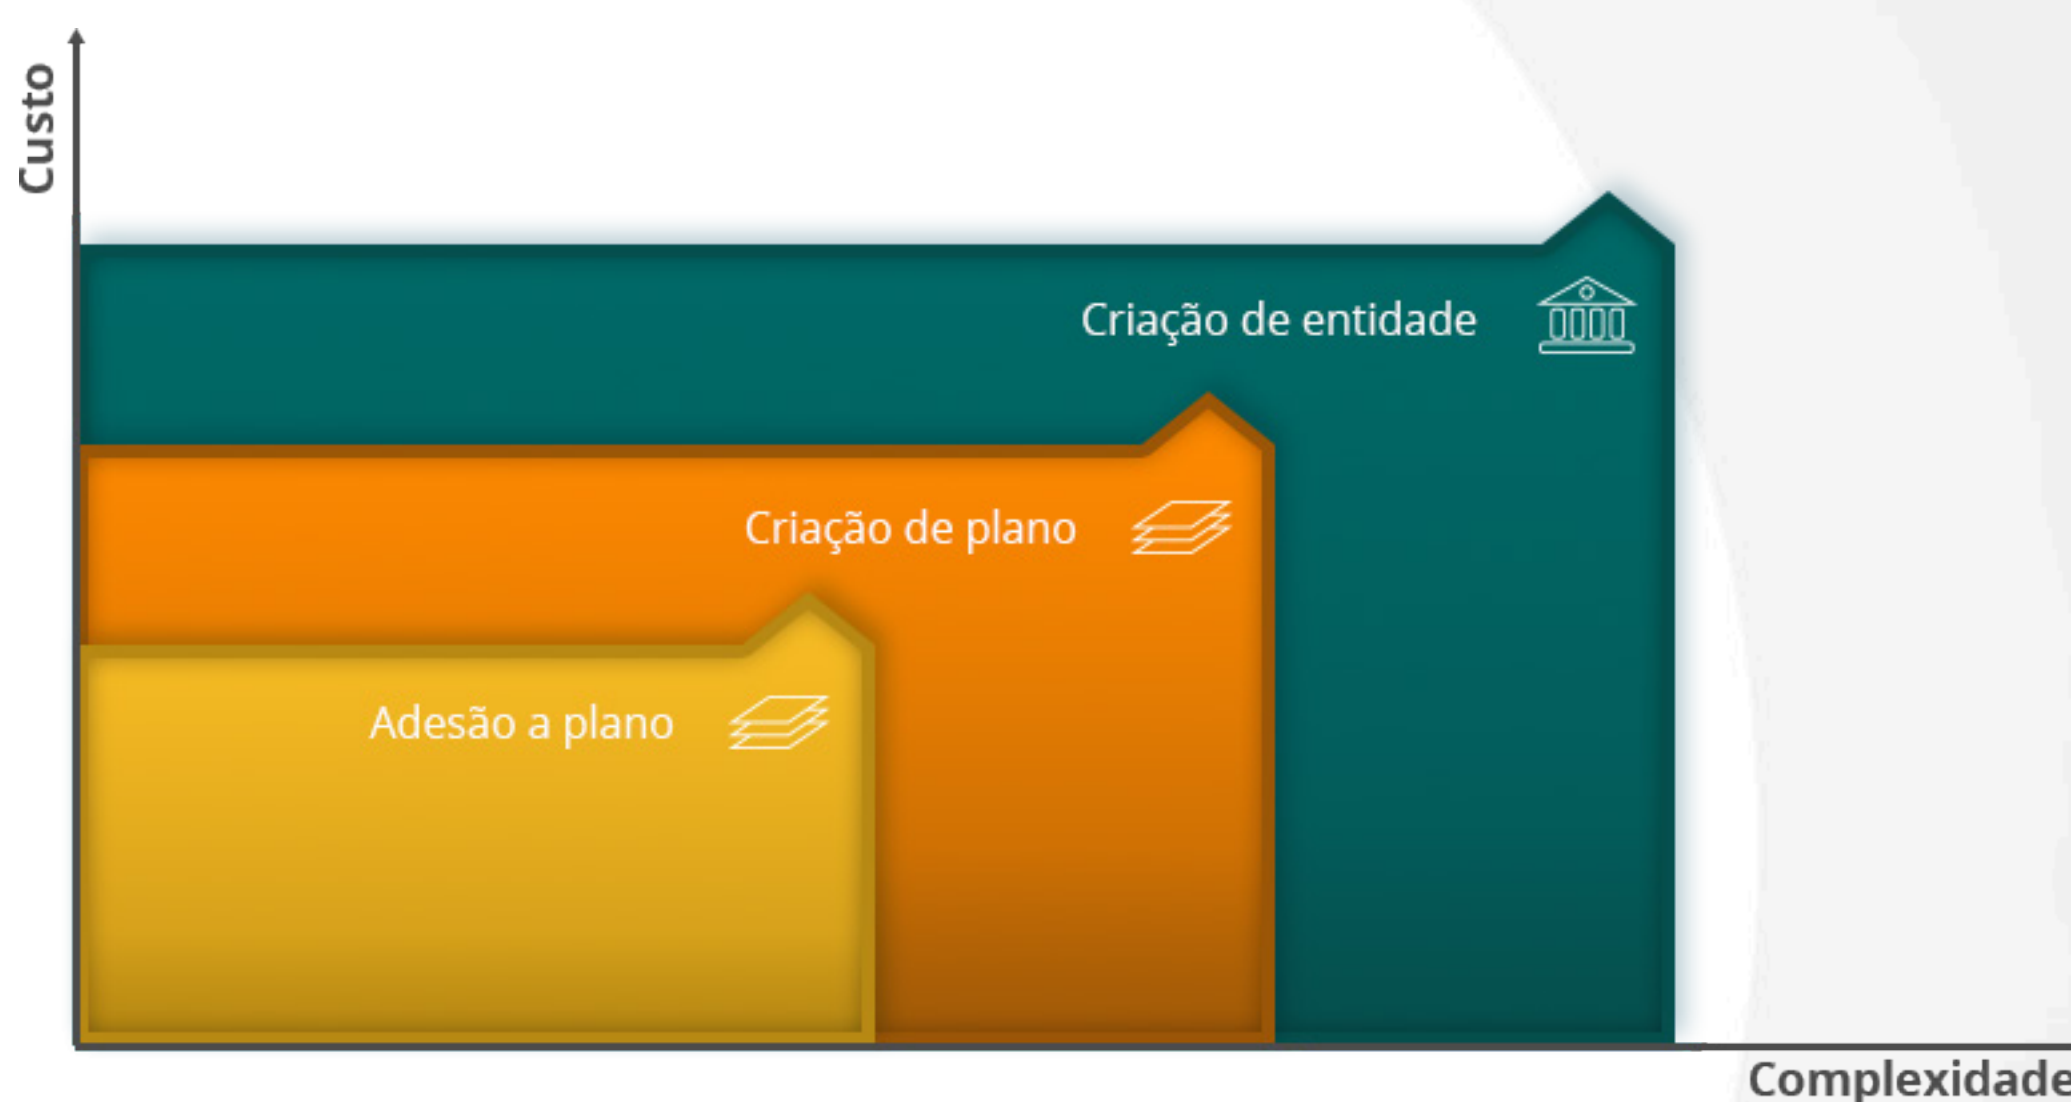 Custo
Criação de entidade
Criação de plano
Adesão a plano
Complexidade